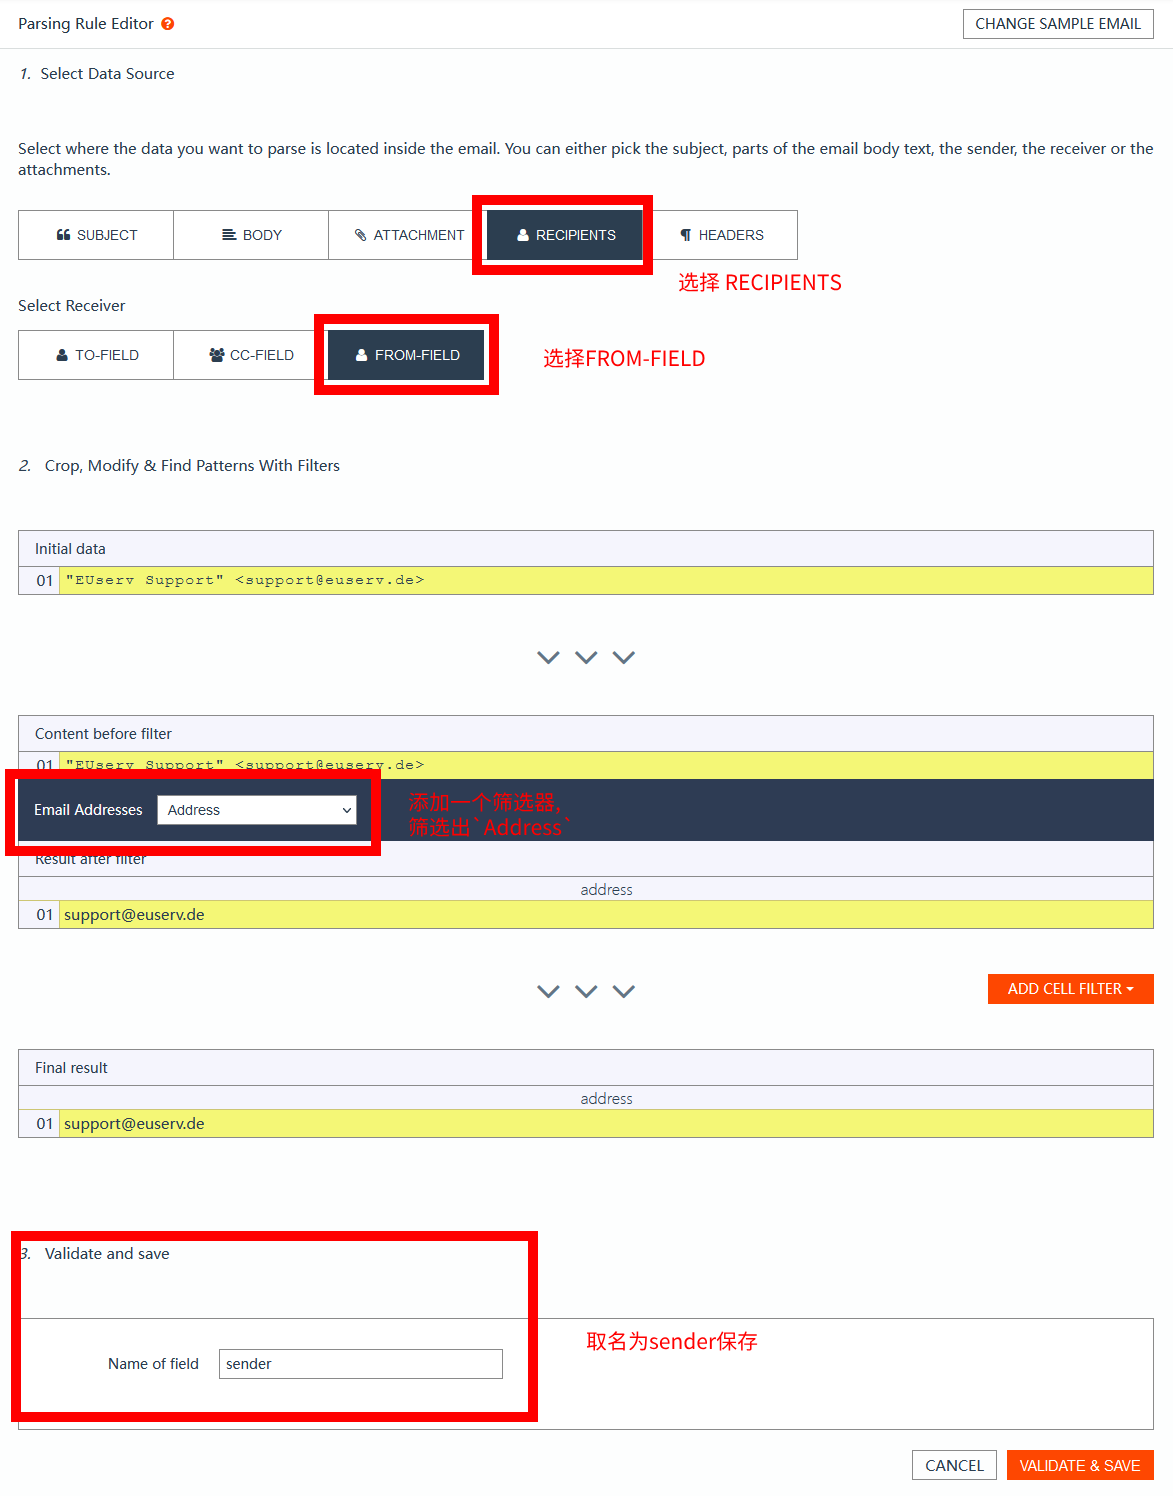 Parsing Rule Editor ?
CHANGE SAMPLE EMAIL
1. Select Data Source
Select where the data you want to parse is located inside the email. You can either pick the subject, parts of the email body text, the sender, the receiver or the
attachments.
SUBJECT
BODY
ATTACHMENT
RECIPIENTS
HEADERS
选择 RECIPIENTS
Select Receiver
TO-FIELD
CC-FIELD
FROM-FIELD
选择FROM-FIELD
2. Crop, Modify & Find Patterns With Filters
Initial data
01 "EUserv Support" <support@euserv.de>
Content before filter
01 "EUserv Support" <support@euserv.de>
Email Addresses
Address
添加一个筛选器,
筛选出`Address`
Result after filter
address
01 support@euserv.de
ADD CELL FILTER
Final result
address
01 support@euserv.de
3. Validate and save
取名为sender保存
Name of field
sender
CANCEL
VALIDATE & SAVE